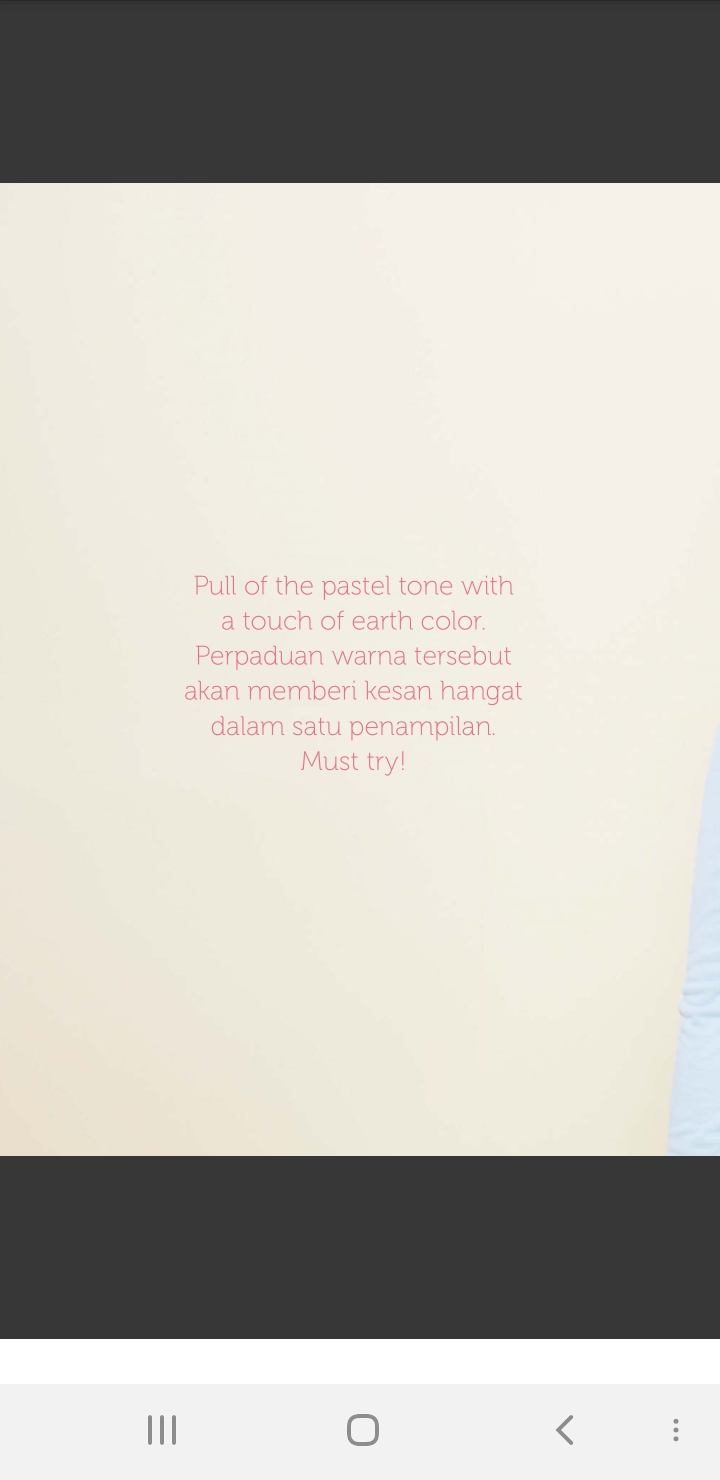 Pull of the pastel tone with
a touch of earth color.
Perpaduan warna tersebut
akan memberi kesan hangat
dalam satu penampilan.
Must try!